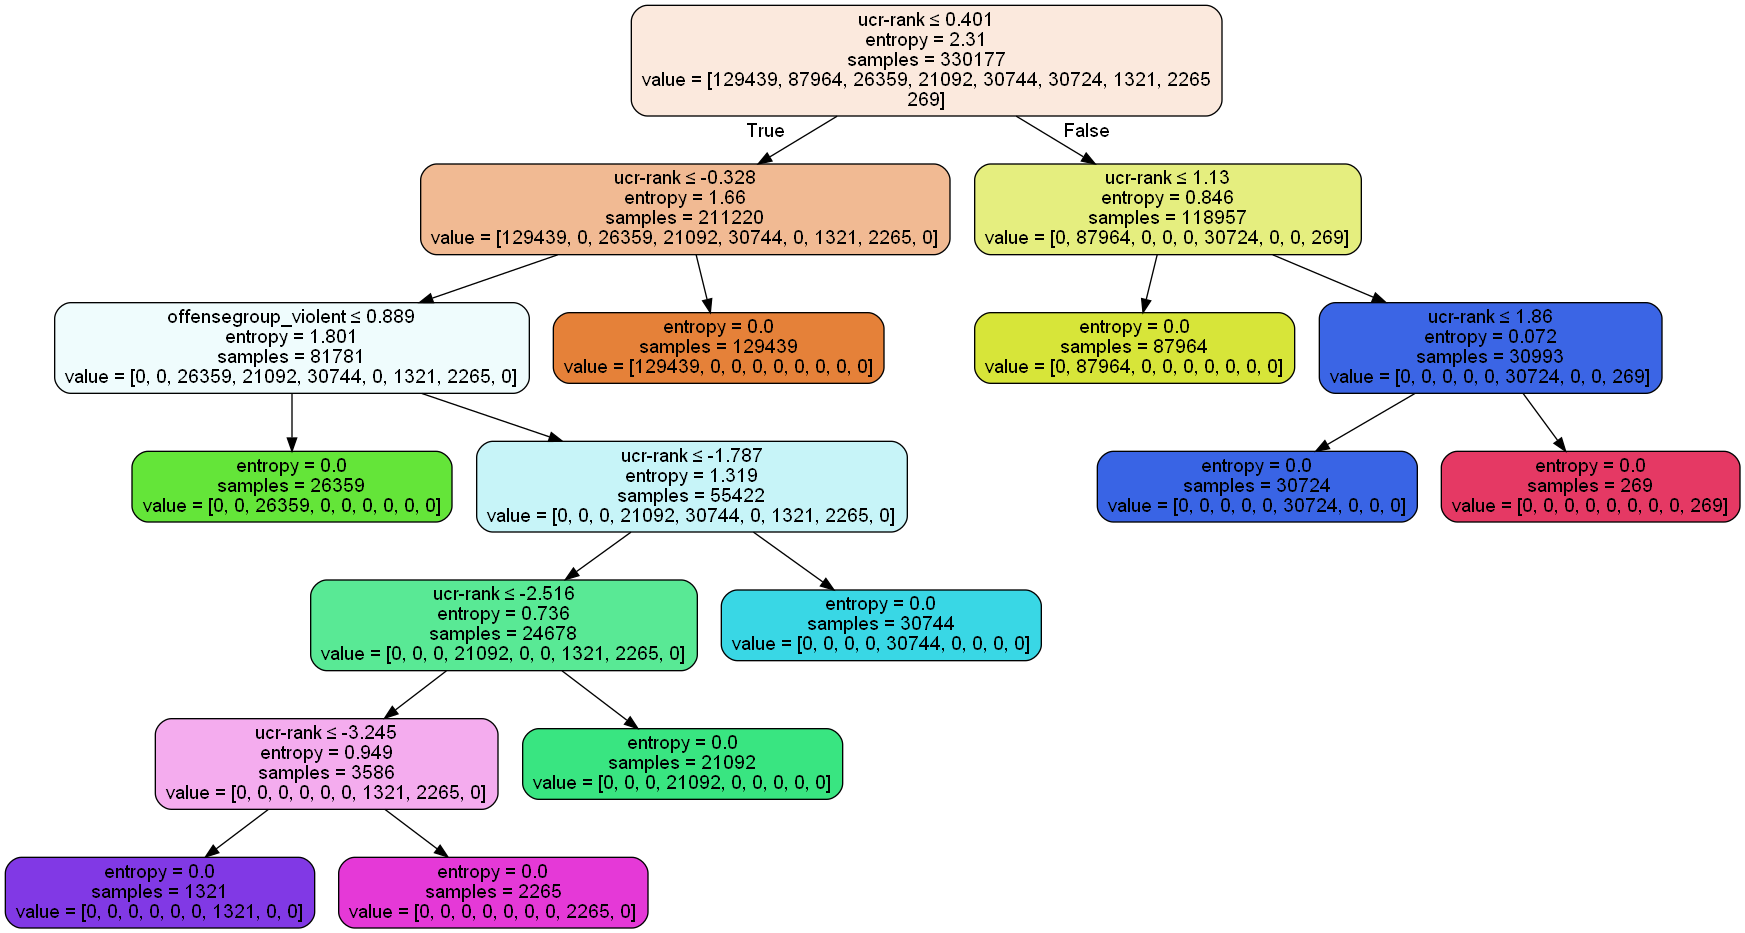 ucr-rank ≤ 0.401
entropy = 2.31
samples = 330177
value = [129439, 87964, 26359, 21092, 30744, 30724, 1321, 2265
269]
True
False
ucr-rank ≤ -0.328
entropy = 1.66
samples = 211220
value = [129439, 0, 26359, 21092, 30744, 0, 1321, 2265, 0]
ucr-rank ≤ 1.13
entropy = 0.846
samples = 118957
value = [0, 87964, 0, 0, 0, 30724, 0, 0, 269]
offensegroup_violent ≤ 0.889
entropy = 1.801
samples = 81781
value = [0, 0, 26359, 21092, 30744, 0, 1321, 2265, 0]
entropy = 0.0
samples = 129439
value = [129439, 0, 0, 0, 0, 0, 0, 0, 0]
entropy = 0.0
samples = 87964
value = [0, 87964, 0, 0, 0, 0, 0, 0, 0]
ucr-rank ≤ 1.86
entropy = 0.072
samples = 30993
value = [0, 0, 0, 0, 0, 30724, 0, 0, 269]
entropy = 0.0
samples = 26359
value = [0, 0, 26359, 0, 0, 0, 0, 0, 0]
ucr-rank ≤ -1.787
entropy = 1.319
samples = 55422
value = [0, 0, 0, 21092, 30744, 0, 1321, 2265, 0]
entropy = 0.0
samples = 30724
value = [0, 0, 0, 0, 0, 30724, 0, 0, 0]
entropy = 0.0
samples = 269
value = [0, 0, 0, 0, 0, 0, 0, 0, 269]
ucr-rank ≤ -2.516
entropy = 0.736
samples = 24678
value = [0, 0, 0, 21092, 0, 0, 1321, 2265, 0]
entropy = 0.0
samples = 30744
value = [0, 0, 0, 0, 30744, 0, 0, 0, 0]
ucr-rank ≤ -3.245
entropy = 0.949
samples = 3586
value = [0, 0, 0, 0, 0, 0, 1321, 2265, 0]
entropy = 0.0
samples = 21092
value = [0, 0, 0, 21092, 0, 0, 0, 0, 0]
entropy = 0.0
samples = 1321
value = [0, 0, 0, 0, 0, 0, 1321, 0, 0]
entropy = 0.0
samples = 2265
value = [0, 0, 0, 0, 0, 0, 0, 2265, 0]